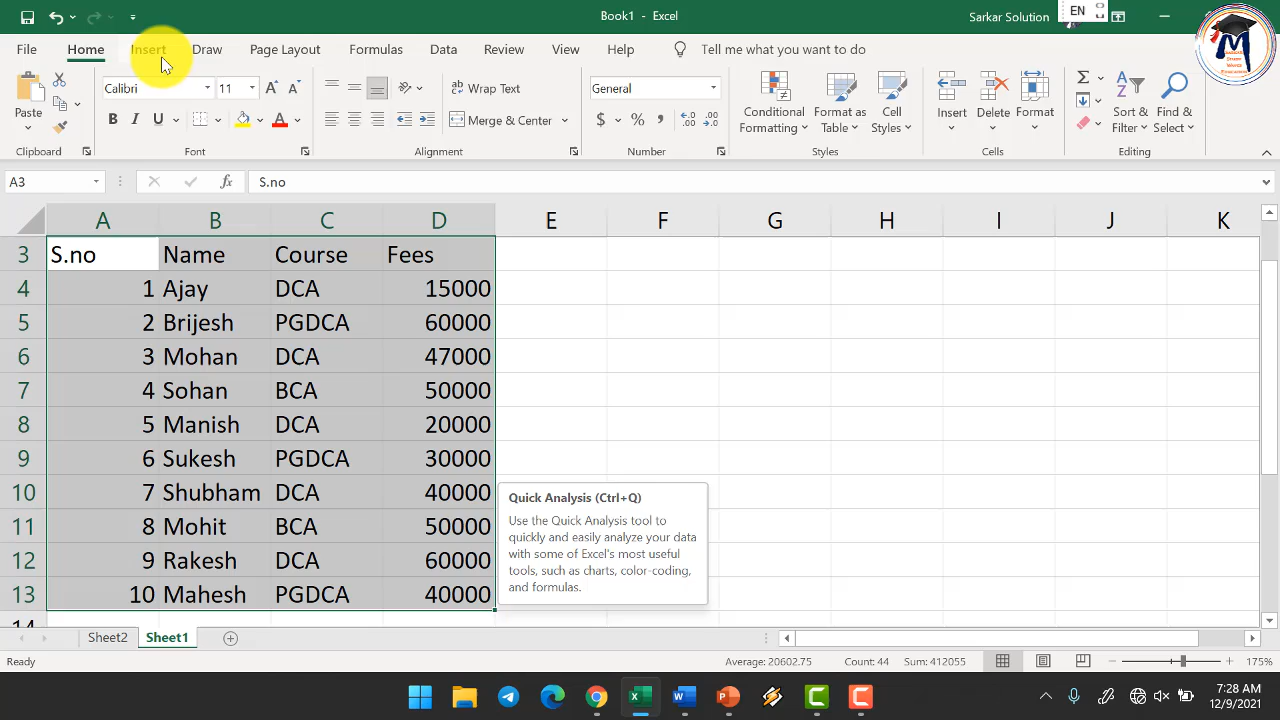 Book1 - Excel
Sarkar Solution
EN
File Home Insert Draw Page Layout Formulas Data Review View Help Tell me what you want to do
Calibri 11
Wrap Text
General
Paste
Merge & Center
$ % ,
Conditional Formatting
Format as Table
Cell Styles
Insert Delete Format
Sort & Filter
Find & Select
Clipboard Font Alignment Number Styles Cells Editing
A3 fx S.no
A B C D E F G H I J K
3 S.no Name Course Fees
4 1 Ajay DCA 15000
5 2 Brijesh PGDCA 60000
6 3 Mohan DCA 47000
7 4 Sohan BCA 50000
8 5 Manish DCA 20000
9 6 Sukesh PGDCA 30000
10 7 Shubham DCA 40000
11 8 Mohit BCA 50000
12 9 Rakesh DCA 60000
13 10 Mahesh PGDCA 40000
14
Quick Analysis (Ctrl+Q)
Use the Quick Analysis tool to
quickly and easily analyze your data
with some of Excel's most useful
tools, such as charts, color-coding,
and formulas.
Sheet2 Sheet1
Ready Average: 20602.75 Count: 44 Sum: 412055 175%
7:28 AM
12/9/2021